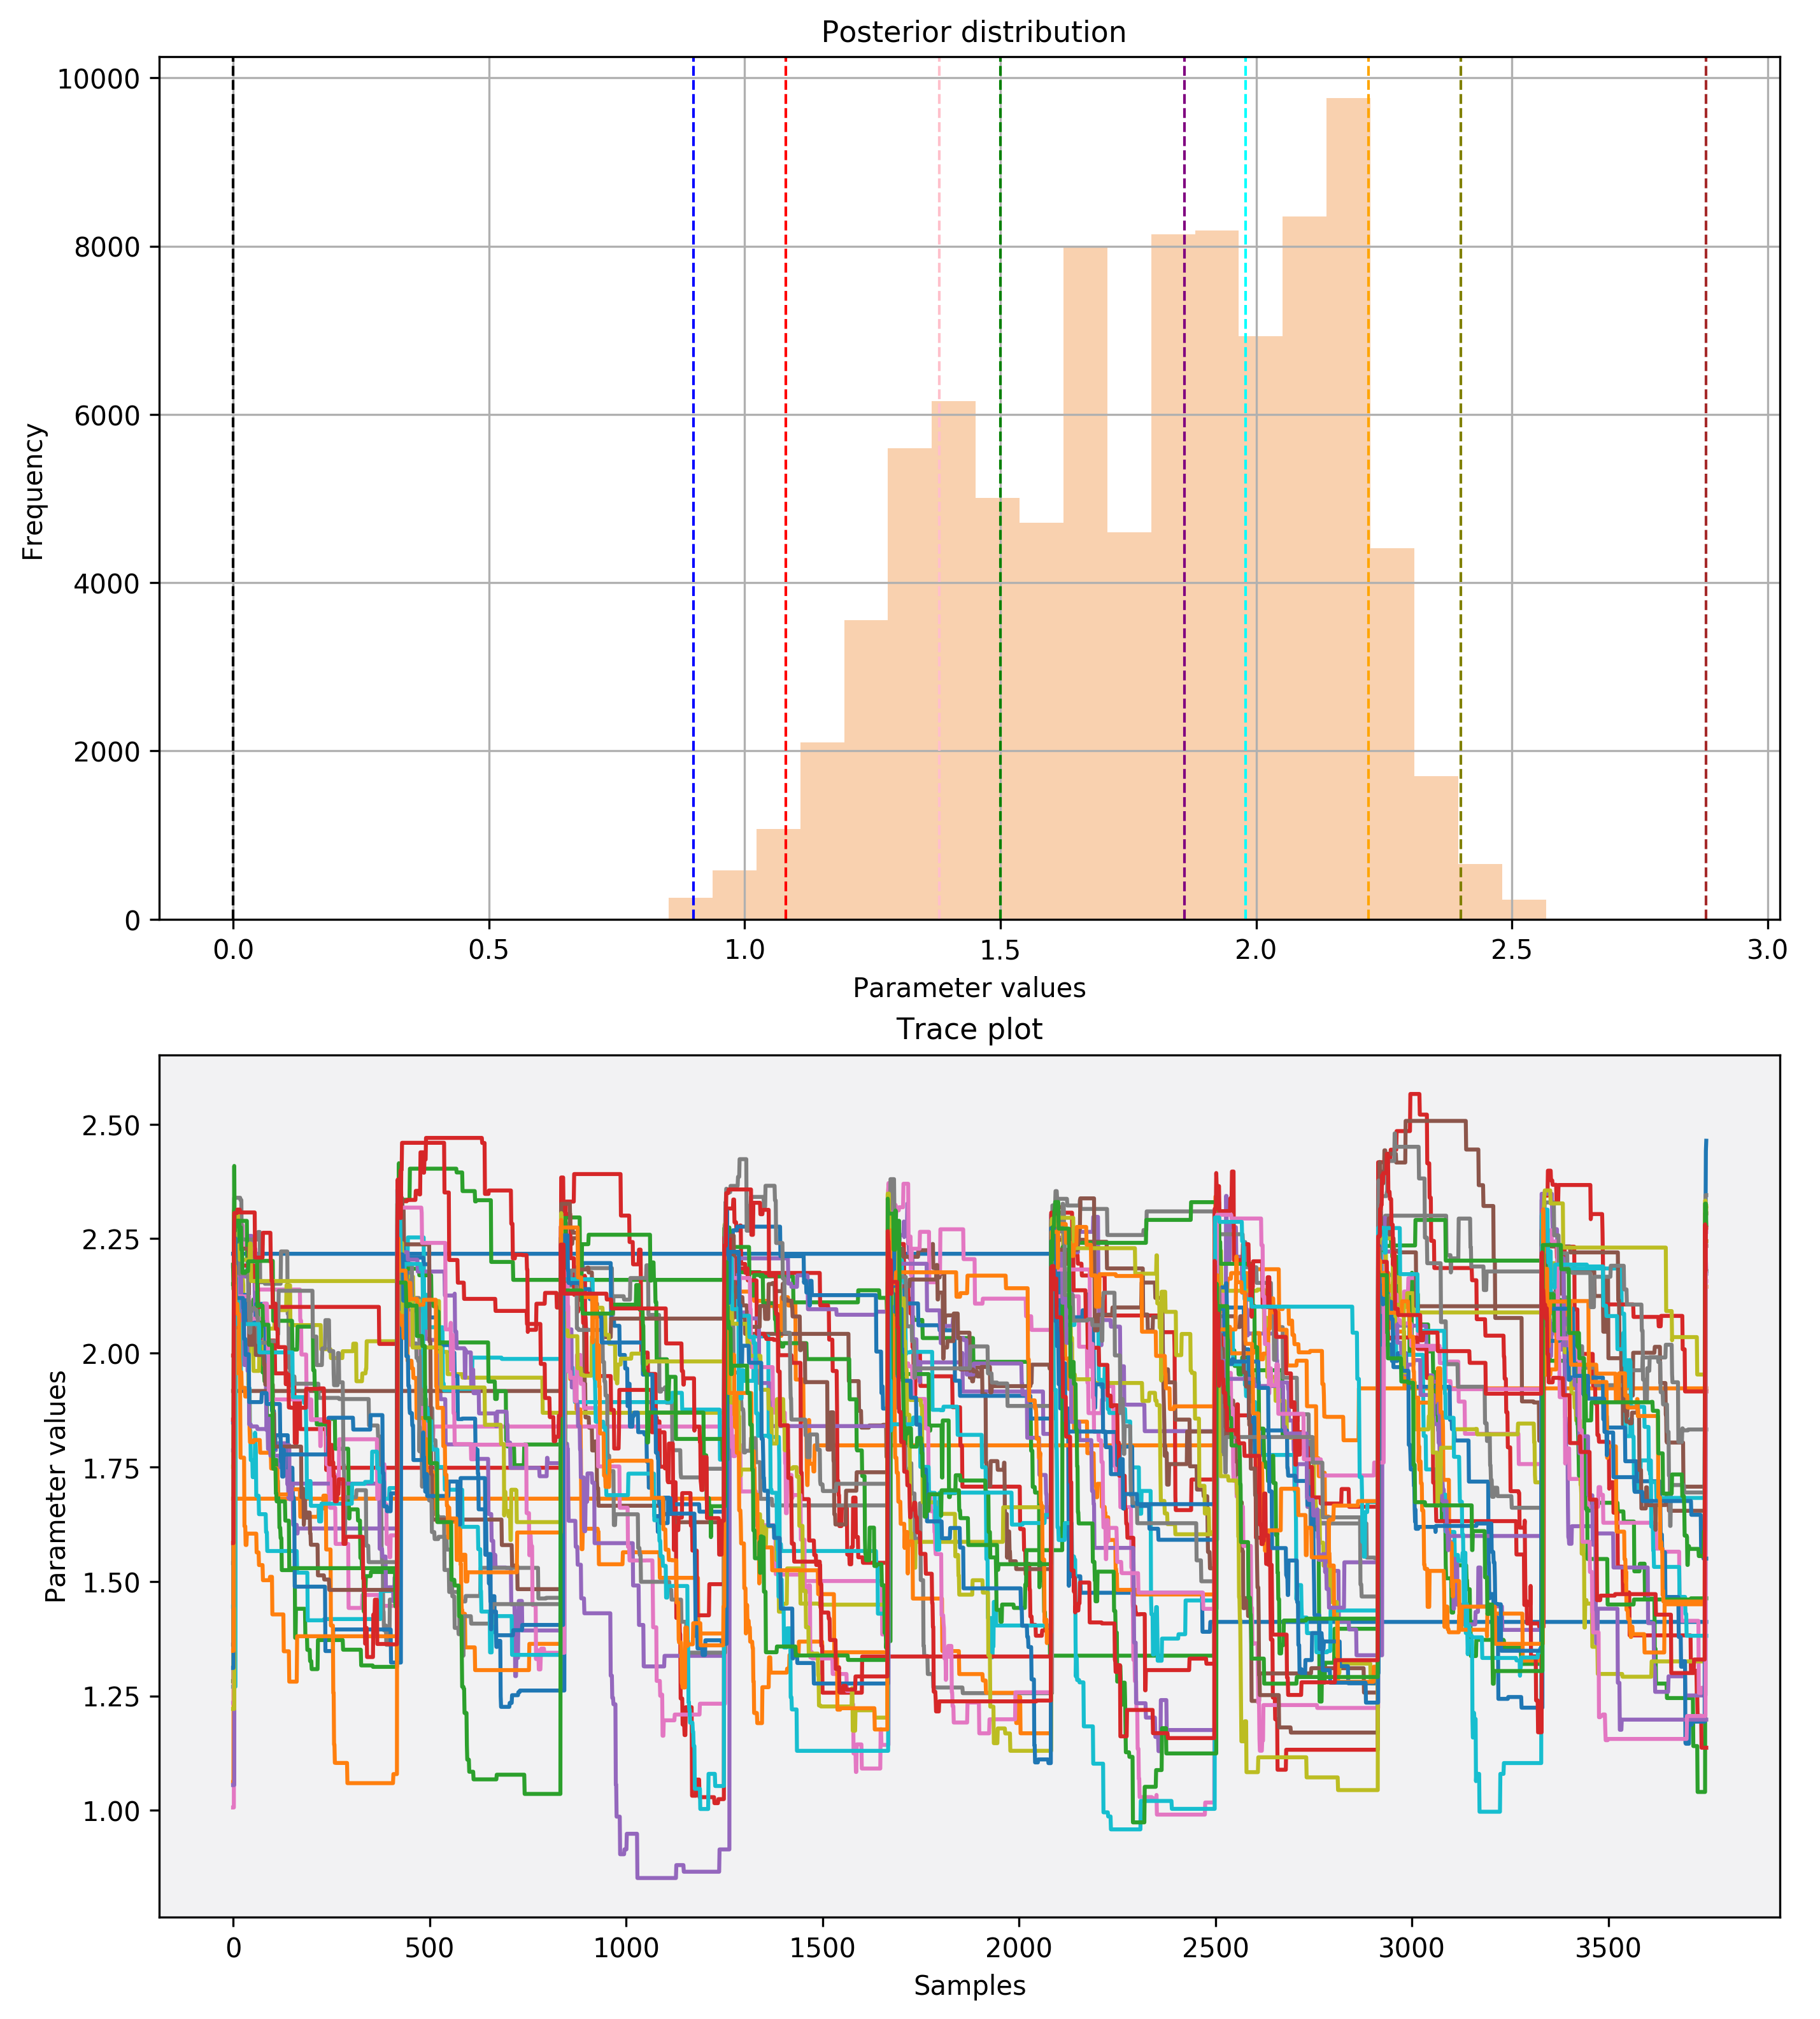 Posterior distribution
10000
8000
6000
4000
2000
0
Frequency
0.0 0.5 1.0 1.5 2.0 2.5 3.0
Parameter values
Trace plot
2.50
2.25
2.00
1.75
1.50
1.25
1.00
Parameter values
0 500 1000 1500 2000 2500 3000 3500
Samples